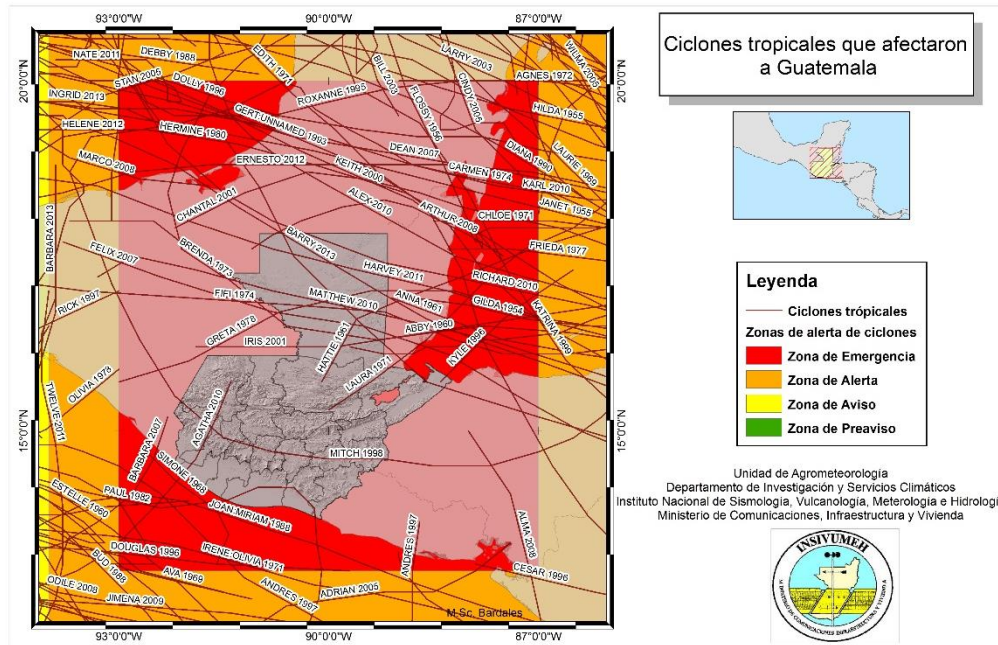 93°0'0"W
90°0'0"W
87°0'0"W
20°0'0"N
15°0'0"N
20°0'0"N
15°0'0"N
93°0'0"W
90°0'0"W
87°0'0"W
NATE 2011
DEBBY 1988
EDITH 1971
BILL 2003
LARRY 2003
WILMA 2005
STAN 2005
DOLLY 1996
ROXANNE 1995
CINDY 2005
AGNES 1972
INGRID 2013
GERT:UNNAMED 1993
FLOSSY 1956
HILDA 1955
HELENE 2012
HERMINE 1980
DEAN 2007
DIANA 1990
LAURIE 1969
MARCO 2008
ERNESTO 2012
KEITH 2000
CARMEN 1974
KARL 2010
CHANTAL 2001
ALEX 2010
ARTHUR 2008
CHLOE 1971
JANET 1955
BARBARA 2013
FELIX 2007
BRENDA 1973
BARRY 2013
HARVEY 2011
FRIEDA 1977
RICK 1997
FIFI 1974
MATTHEW 2010
ANNA 1961
RICHARD 2010
GILDA 1954
KATRINA 1999
GRETA 1978
IRIS 2001
HATTIE 1961
ABBY 1960
KYLE 1996
OLIVIA 1978
LAURA 1971
TWELVE 2011
AGATHA 2010
BARBARA 2007
SIMONE 1968
MITCH 1998
ESTELLE 1960
PAUL 1982
JOAN:MIRIAM 1988
ALMA 2008
DOUGLAS 1996
IRENE:OLIVIA 1971
ANDRES 1997
CESAR 1996
BUD 1988
AVA 1969
ANDRES 1997
ADRIAN 2005
ODILE 2008
JIMENA 2009
M.Sc. Bardales
Ciclones tropicales que afectaron
a Guatemala
Leyenda
Ciclones trópicales
Zonas de alerta de ciclones
Zona de Emergencia
Zona de Alerta
Zona de Aviso
Zona de Preaviso
Unidad de Agrometeorología
Departamento de Investigación y Servicios Climáticos
Instituto Nacional de Sismología, Vulcanología, Meterología e Hidrologí
Ministerio de Comunicaciones, Infraestructura y Vivienda
INSIVUMEH